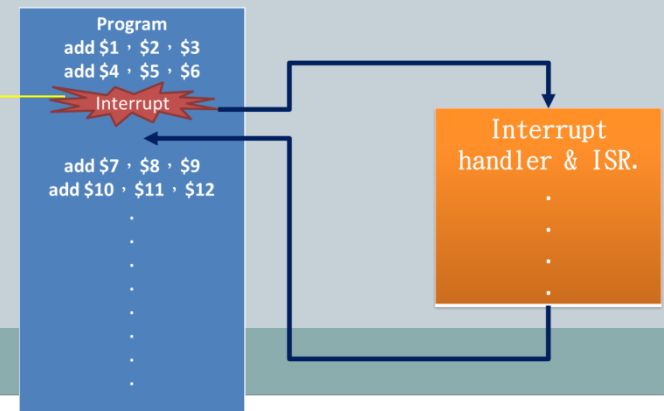 Program
add $1，$2，$3
add $4，$5，$6
Interrupt
add $7，$8，$9
add $10，$11，$12
.
.
.
.
.
.
.
.
Interrupt
handler & ISR.
.
.
.
.